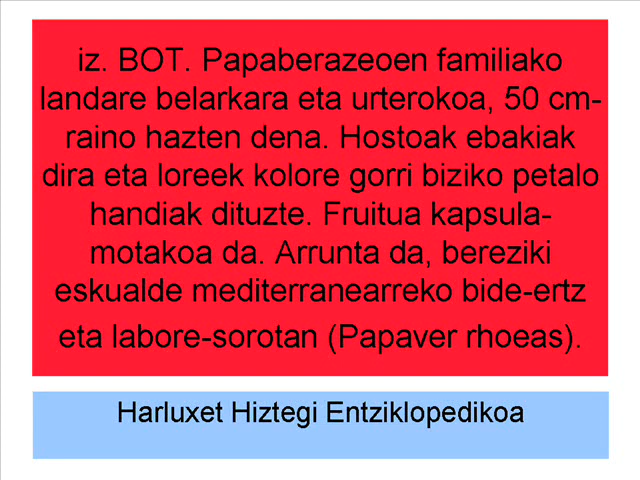 iz. BOT. Papaberazeoen familiako
landare belarkara eta urterokoa, 50 cm-
raino hazten dena. Hostoak ebakiak
dira eta loreek kolore gorri biziko petalo
handiak dituzte. Fruitua kapsula-
motakoa da. Arrunta da, bereziki
eskualde mediterranearreko bide-ertz
eta labore-sorotan (Papaver rhoeas).
Harluxet Hiztegi Entziklopedikoa